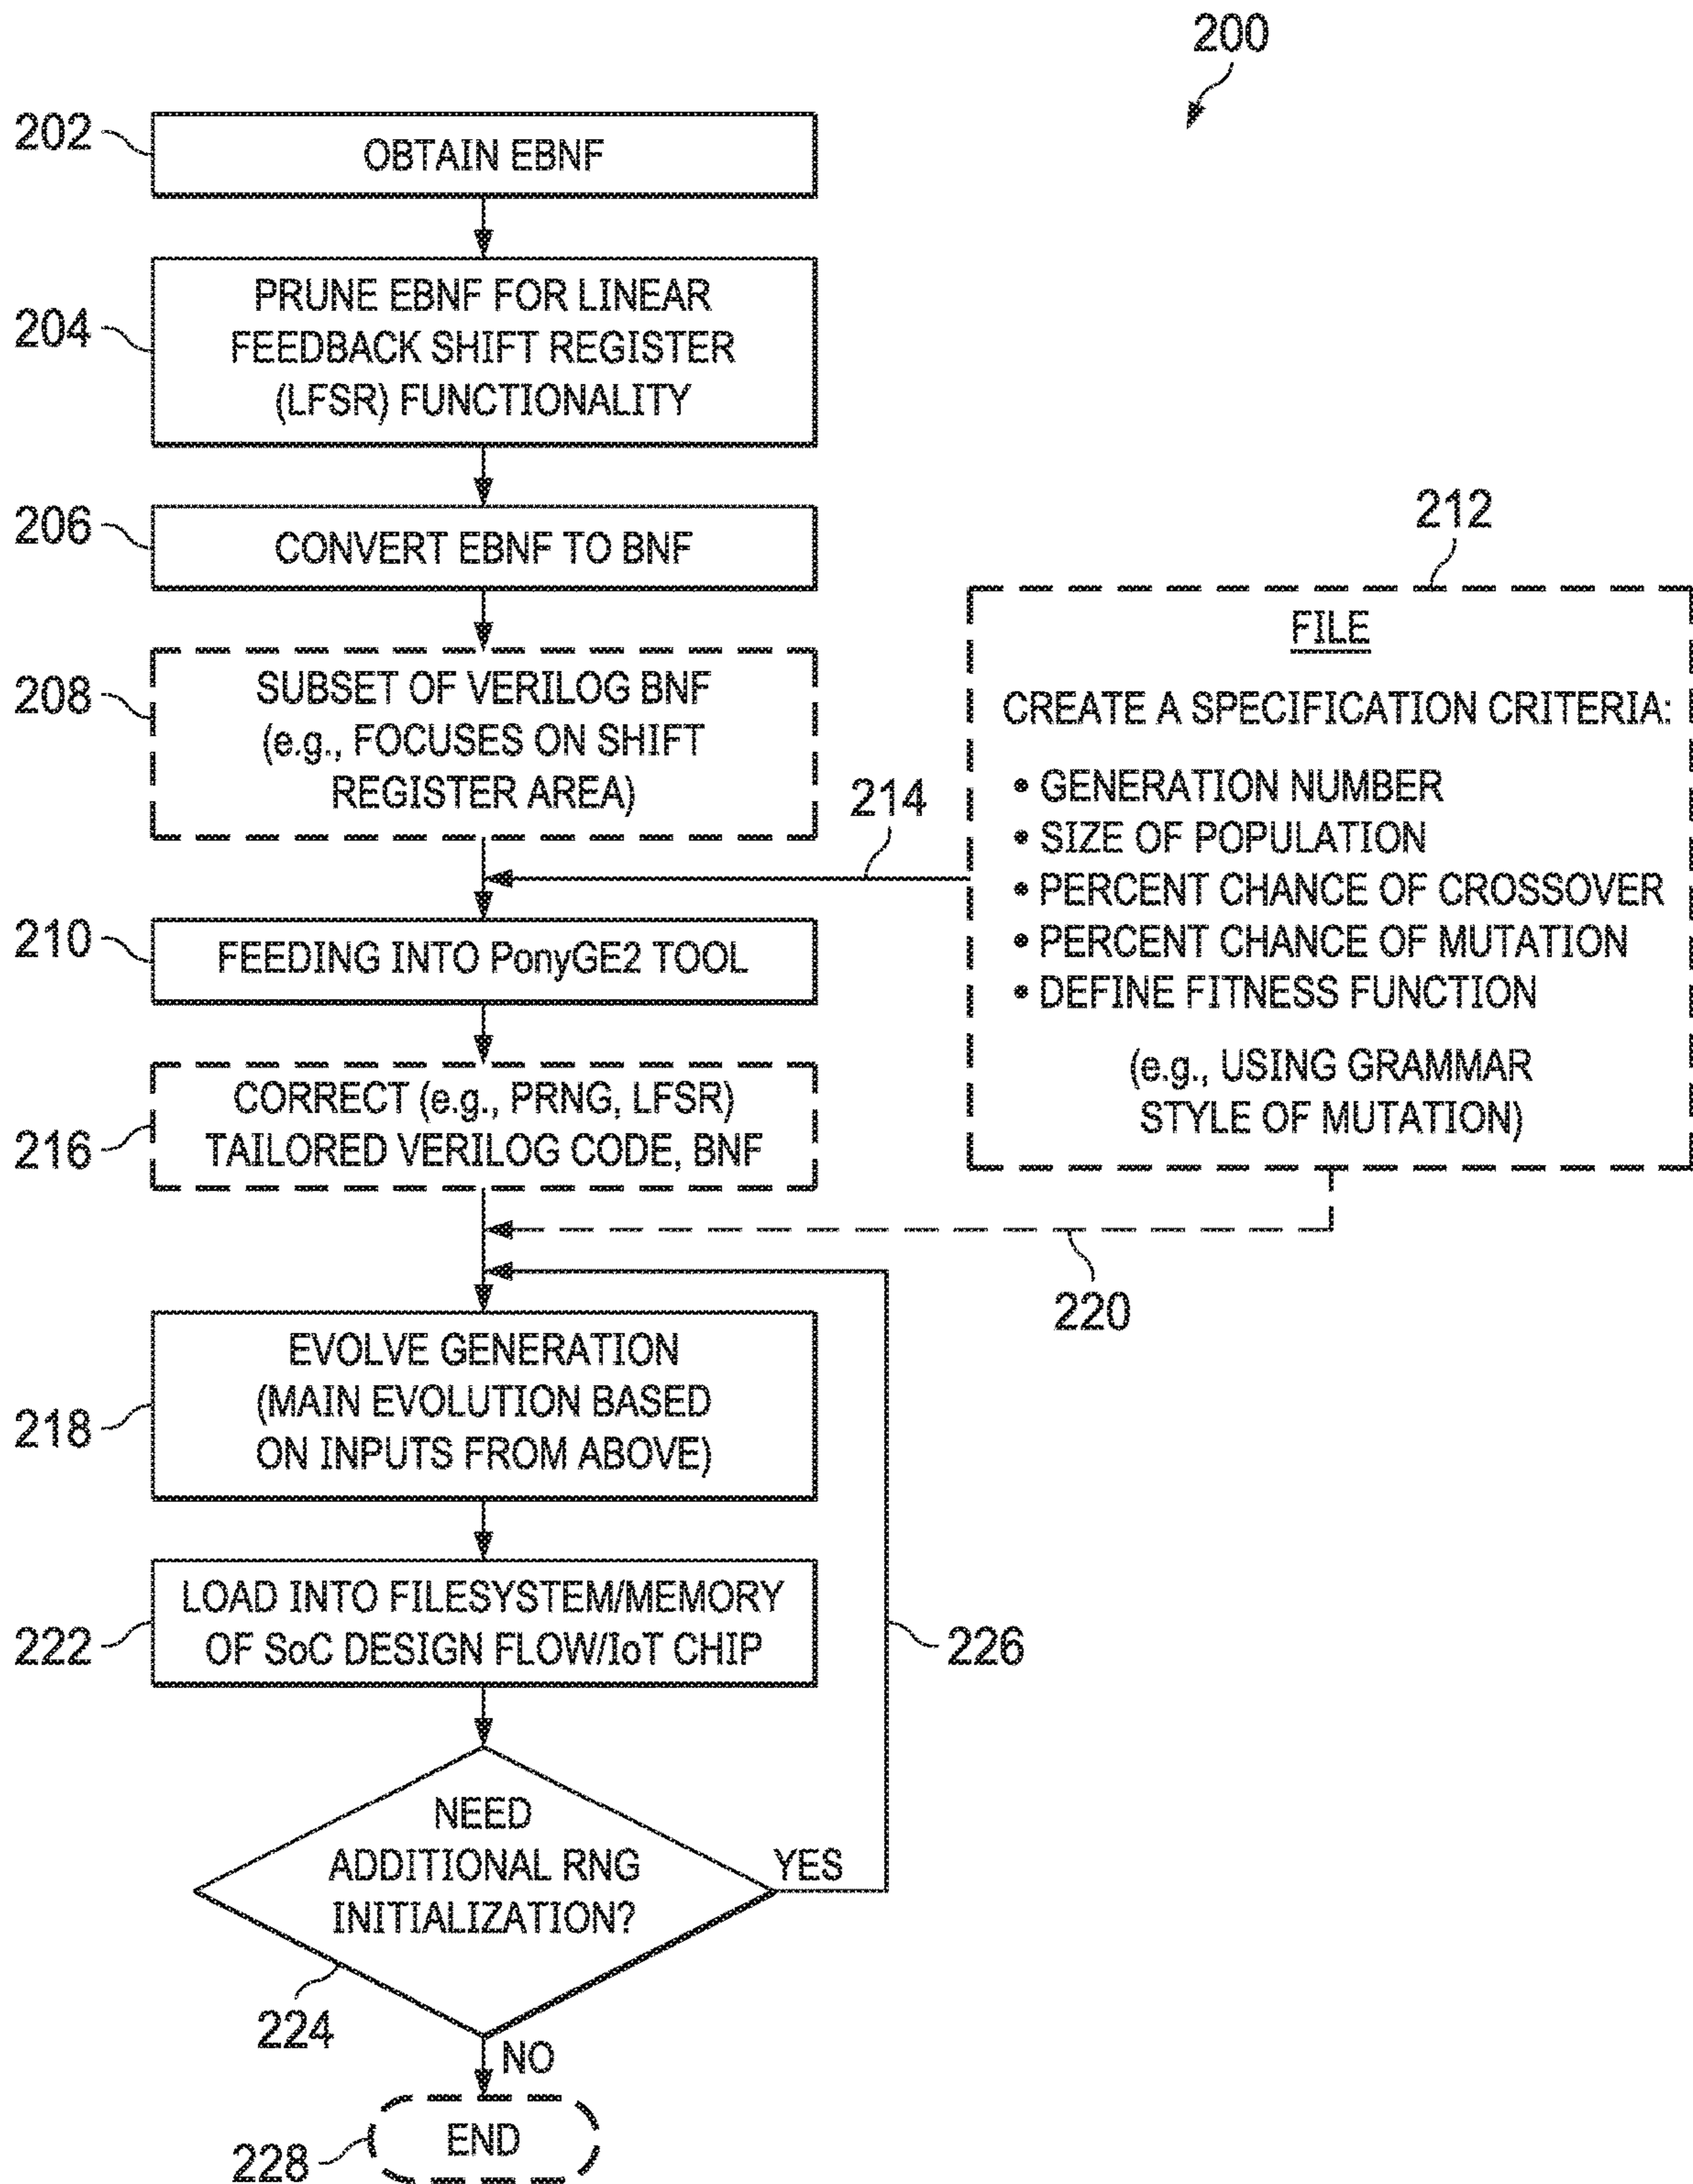 200
202
OBTAIN EBNF
204
PRUNE EBNF FOR LINEAR
FEEDBACK SHIFT REGISTER
(LFSR) FUNCTIONALITY
206
CONVERT EBNF TO BNF
208
SUBSET OF VERILOG BNF
(e.g., FOCUSES ON SHIFT
REGISTER AREA)
212
FILE
CREATE A SPECIFICATION CRITERIA:
• GENERATION NUMBER
• SIZE OF POPULATION
• PERCENT CHANCE OF CROSSOVER
• PERCENT CHANCE OF MUTATION
• DEFINE FITNESS FUNCTION
(e.g., USING GRAMMAR
STYLE OF MUTATION)
214
210
FEEDING INTO PonyGE2 TOOL
216
CORRECT (e.g., PRNG, LFSR)
TAILORED VERILOG CODE, BNF
220
218
EVOLVE GENERATION
(MAIN EVOLUTION BASED
ON INPUTS FROM ABOVE)
222
LOAD INTO FILESYSTEM/MEMORY
OF SoC DESIGN FLOW/IoT CHIP
226
NEED
ADDITIONAL RNG
INITIALIZATION?
YES
224
NO
228
END